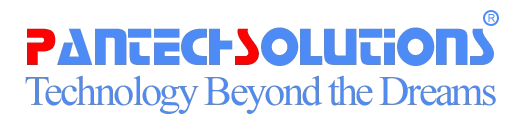 PANTECHSOLUTIONS®
Technology Beyond the Dreams